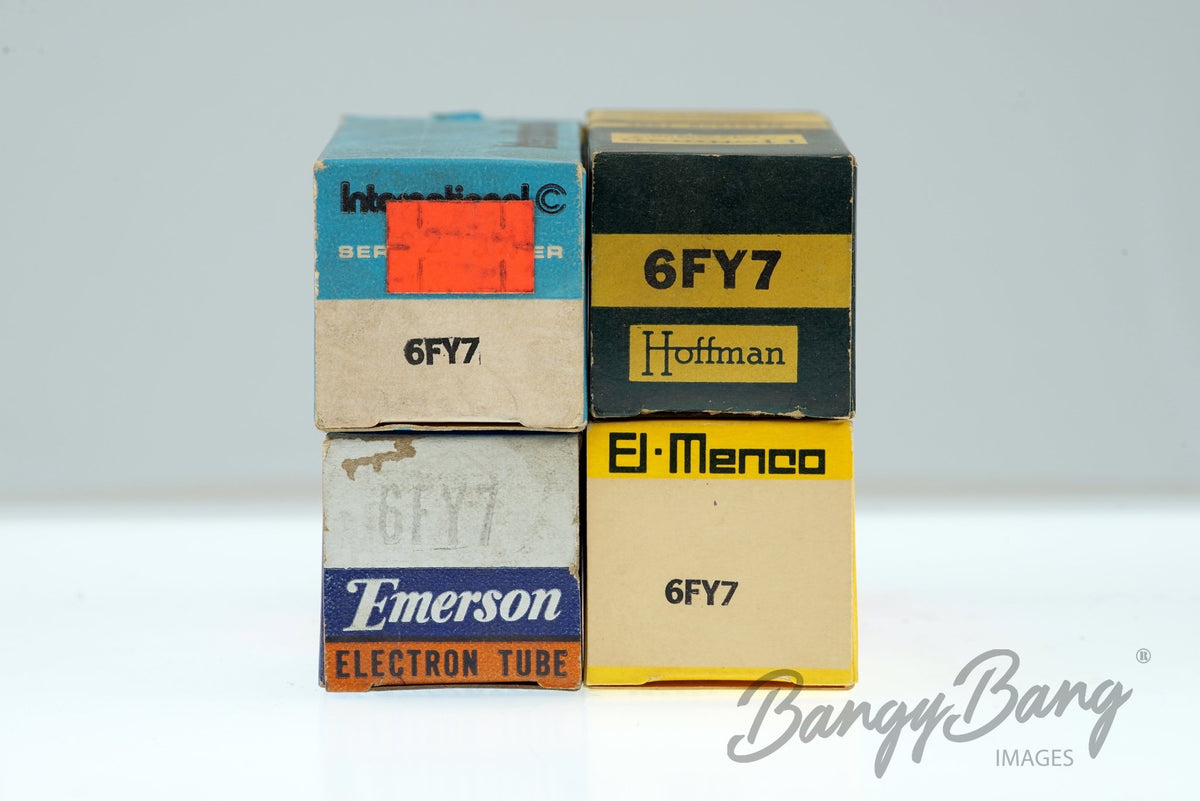 International
6FY7
6FY7
Hoffman
6FY7
Emerson
ELECTRON TUBE
El-Menco
6FY7
BangyBang ®
IMAGES